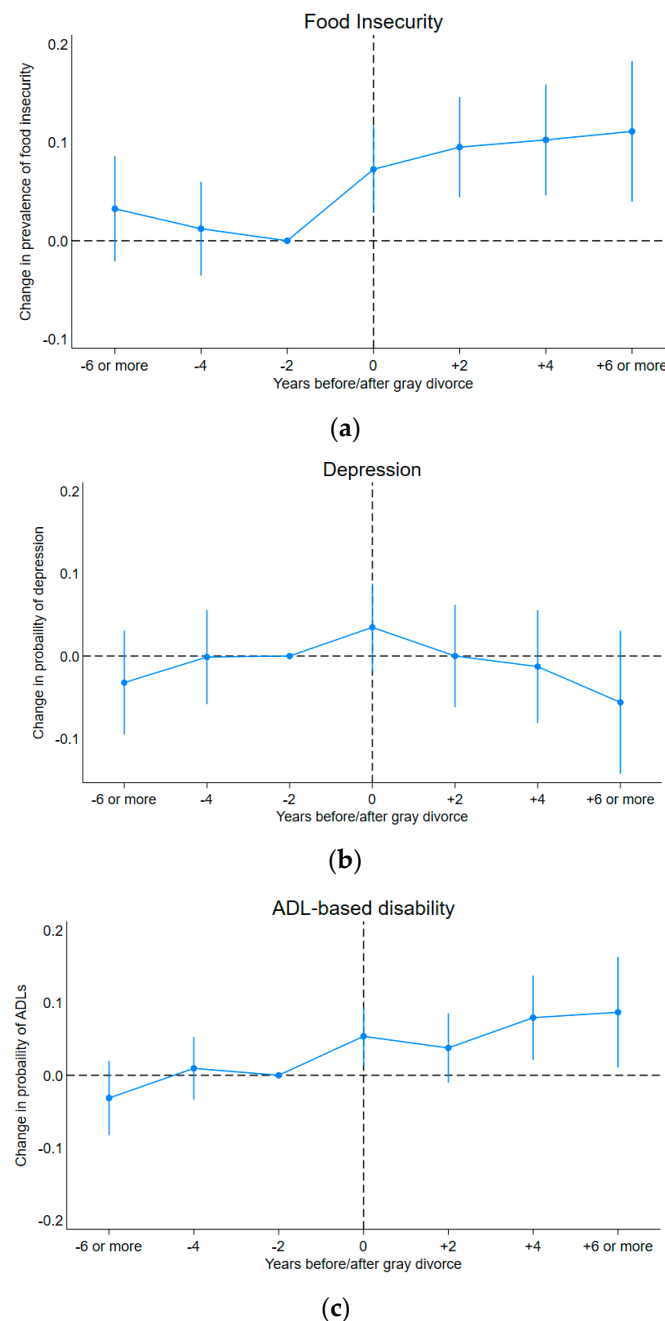 Food Insecurity
Change in prevalence of food insecurity
0.2
0.1
0.0
-0.1
-6 or more -4 -2 0 +2 +4 +6 or more
Years before/after gray divorce
(a)
Depression
Change in probaility of depression
0.2
0.1
0.0
-0.1
-6 or more -4 -2 0 +2 +4 +6 or more
Years before/after gray divorce
(b)
ADL-based disability
Change in probaility of ADLs
0.2
0.1
0.0
-0.1
-0.2
-6 or more -4 -2 0 +2 +4 +6 or more
Years before/after gray divorce
(c)